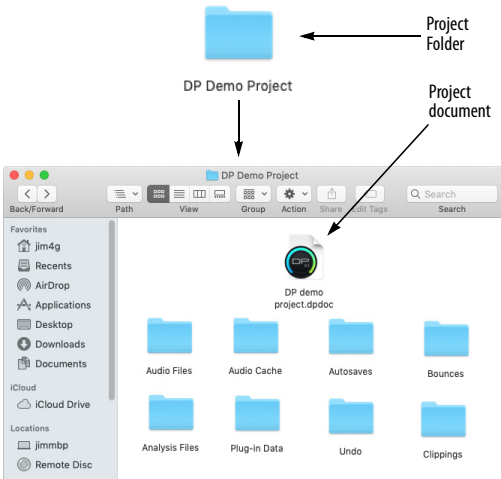 Project
Folder
DP Demo Project
Project
document
DP Demo Project
Back/Forward
Path
View
Group
Action
Share
Edit Tags
Search
Search
Favorites
jim4g
Recents
AirDrop
Applications
Desktop
Downloads
Documents
iCloud
iCloud Drive
Locations
jimmbp
Remote Disc
DP
DP demo
project.dpdoc
Audio Files
Audio Cache
Autosaves
Bounces
Analysis Files
Plug-in Data
Undo
Clippings